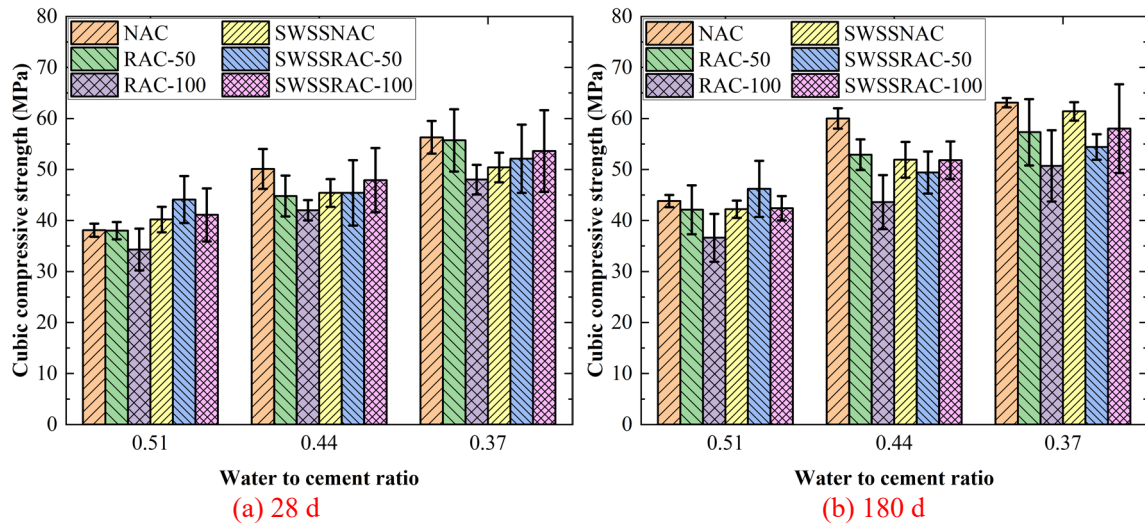 80
70
60
50
40
30
20
10
0
Cubic compressive strength (MPa)
NAC SWSSNAC
RAC-50 SWSSRAC-50
RAC-100 SWSSRAC-100
0.51 0.44 0.37
Water to cement ratio
(a) 28 d
80
70
60
50
40
30
20
10
0
Cubic compressive strength (MPa)
NAC SWSSNAC
RAC-50 SWSSRAC-50
RAC-100 SWSSRAC-100
0.51 0.44 0.37
Water to cement ratio
(b) 180 d